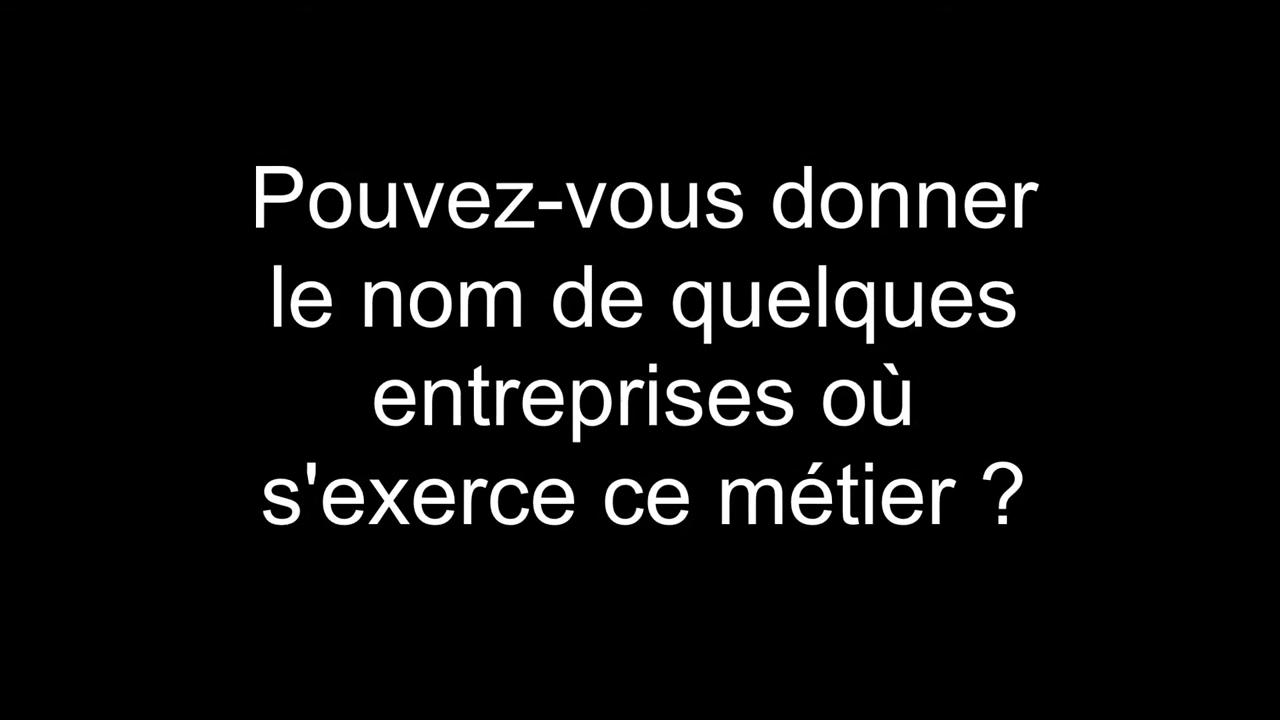 Pouvez-vous donner
le nom de quelques
entreprises où
s'exerce ce métier ?